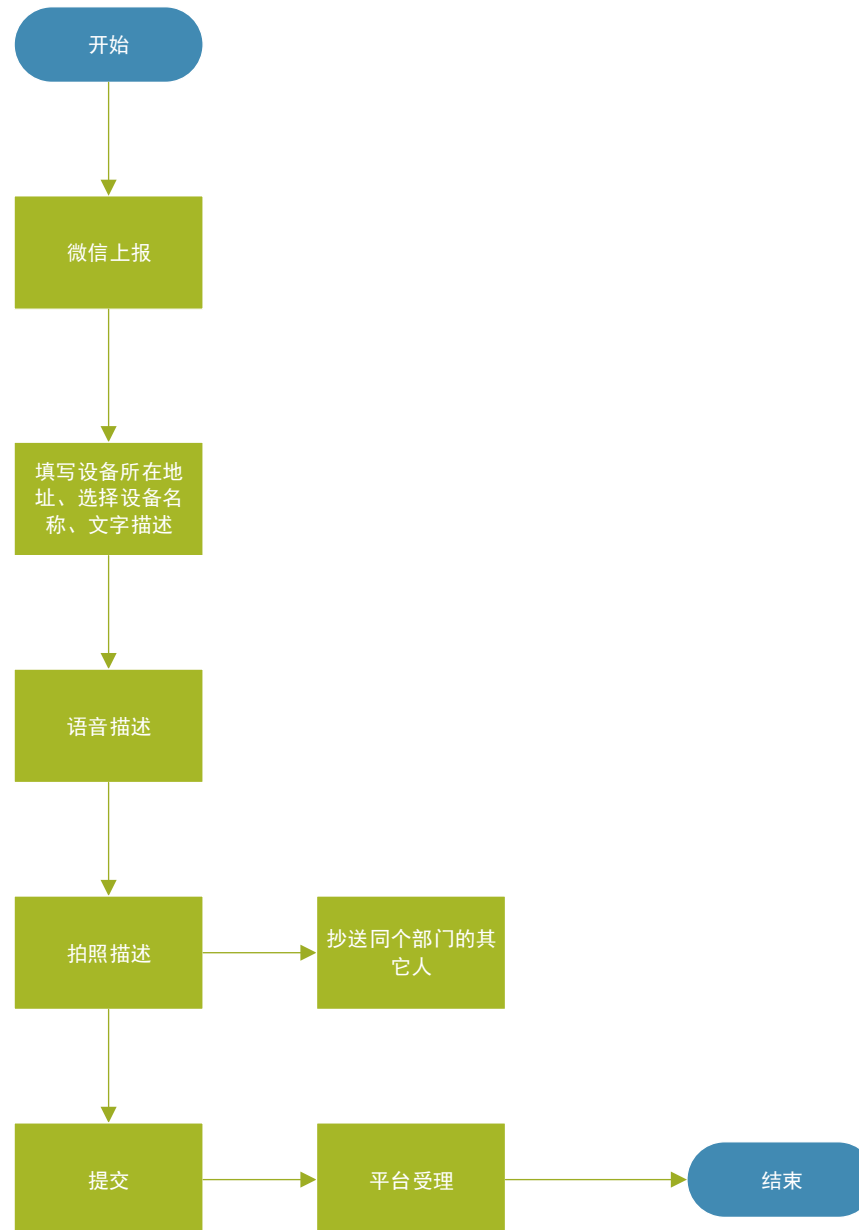 开始
微信上报
填写设备所在地
址、选择设备名
称、文字描述
语音描述
拍照描述
抄送同个部门的其
它人
提交
平台受理
结束